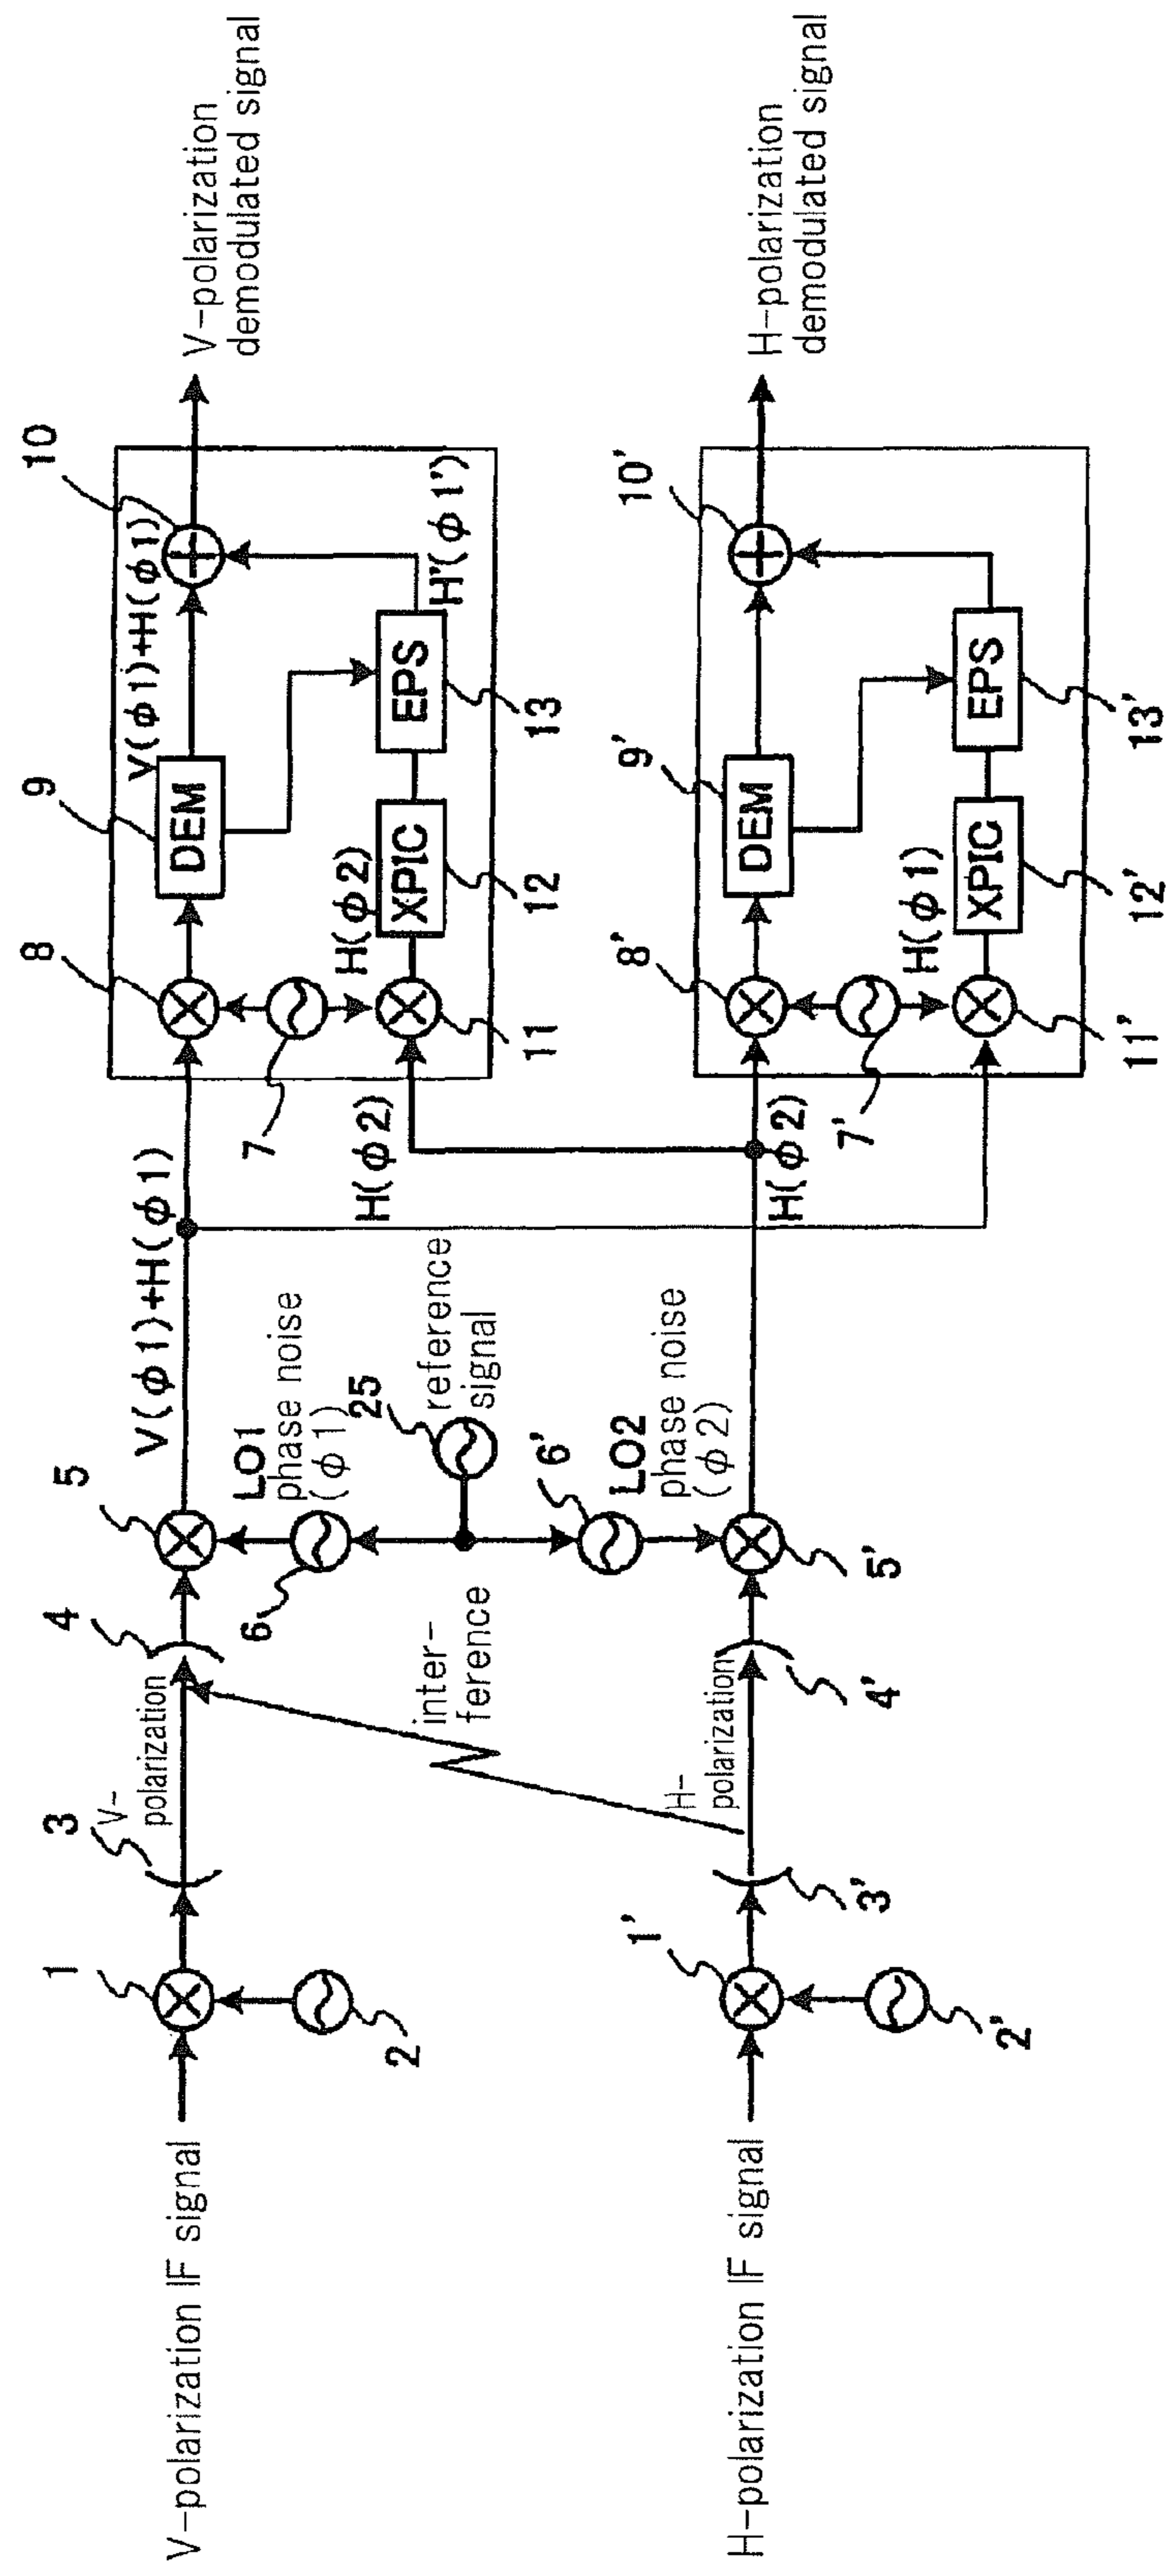 V-polarization IF signal
1
2
3
V-
polarization
4
5
LO1
phase noise
(φ1)
6
inter-
ference
25
reference
signal
6'
LO2
phase noise
(φ2)
V(φ1)+H(φ1)
H(φ2)
7
8
9
DEM
V(φ1)+H(φ1)
10
11
H(φ2)
XPIC
12
EPS
13
H'(φ1')
V-polarization
demodulated signal
H-polarization IF signal
1'
2'
3'
H-
polarization
4'
5'
H(φ2)
7'
8'
9'
DEM
10'
11'
H(φ1)
XPIC
12'
EPS
13'
H-polarization
demodulated signal